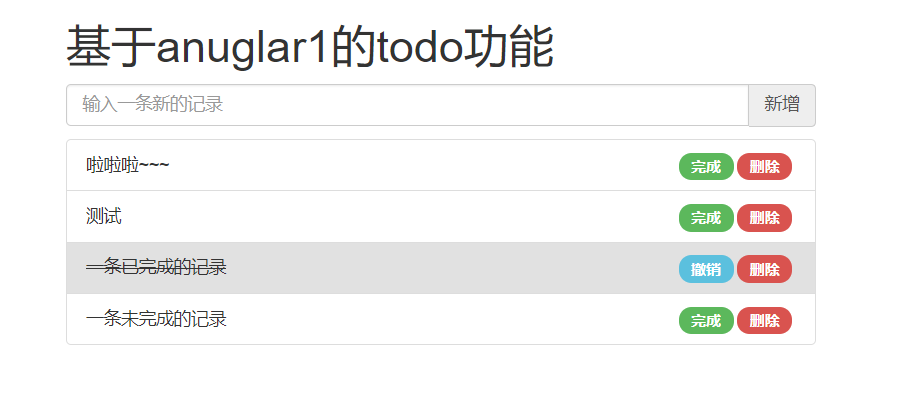 基于anuglar1的todo功能
输入一条新的记录 新增
啦啦啦~~~ 完成 删除
测试 完成 删除
一条已完成的记录 撤销 删除
一条未完成的记录 完成 删除